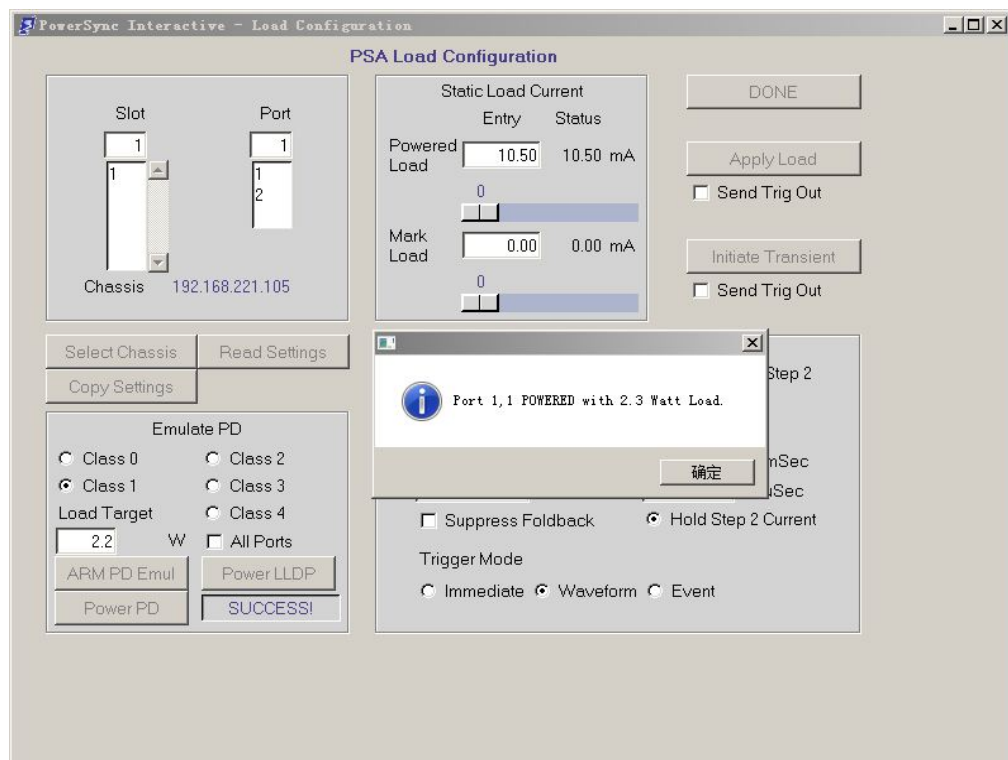 PowerSync Interactive - Load Configuration
PSA Load Configuration
Slot Port
1 1
1 1
2
Chassis 192.168.221.105
Static Load Current
Entry Status
Powered Load 10.50 10.50 mA
0
Mark Load 0.00 0.00 mA
0
DONE
Apply Load
Send Trig Out
Initiate Transient
Send Trig Out
Select Chassis Read Settings
Copy Settings
Port 1,1 POWERED with 2.3 Watt Load.
确定
Step 2
mSec
uSec
Emulate PD
Class 0 Class 2
Class 1 Class 3
Load Target Class 4
2.2 W All Ports
ARM PD Emul Power LLDP
Power PD SUCCESS!
Suppress Foldback Hold Step 2 Current
Trigger Mode
Immediate Waveform Event